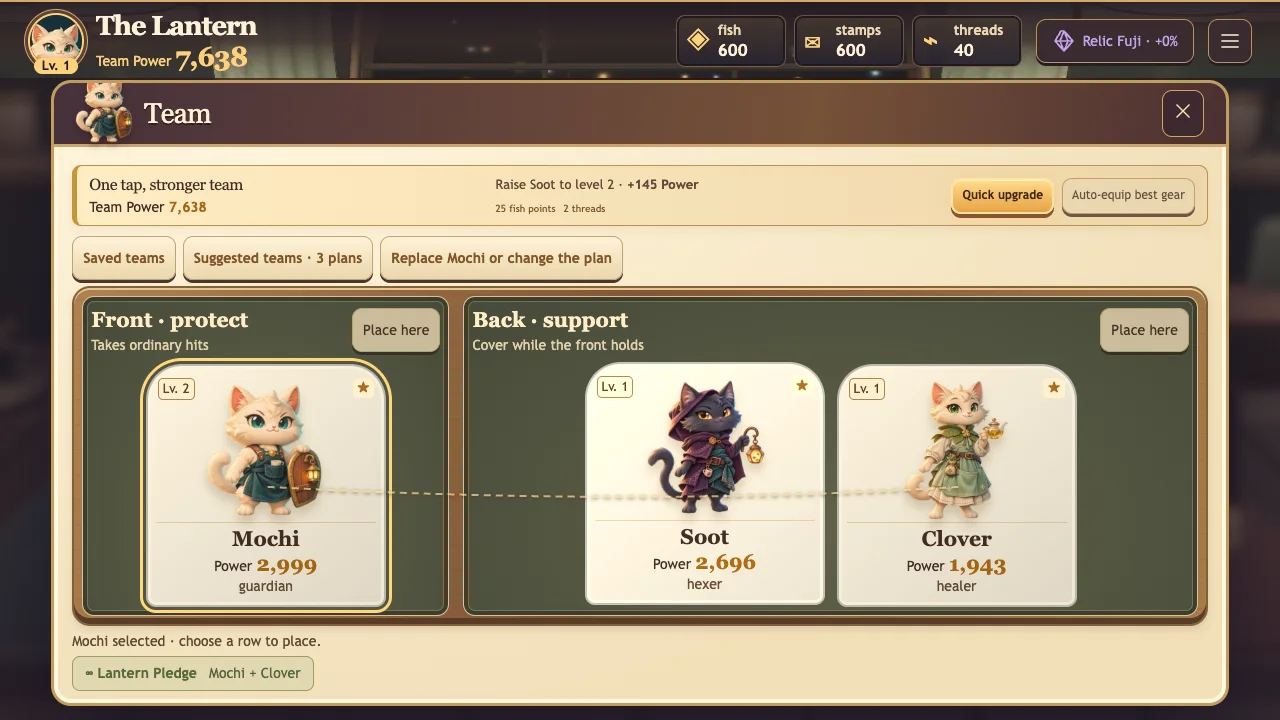 The Lantern
Team Power 7,638
Lv. 1
fish
600
stamps
600
threads
40
Relic Fuji · +0%
Team
One tap, stronger team
Team Power 7,638
Raise Soot to level 2 · +145 Power
25 fish points 2 threads
Quick upgrade
Auto-equip best gear
Saved teams
Suggested teams · 3 plans
Replace Mochi or change the plan
Front · protect
Takes ordinary hits
Place here
Back · support
Cover while the front holds
Place here
Lv. 2
Mochi
Power 2,999
guardian
Lv. 1
Soot
Power 2,696
hexer
Lv. 1
Clover
Power 1,943
healer
Mochi selected · choose a row to place.
∞ Lantern Pledge Mochi + Clover